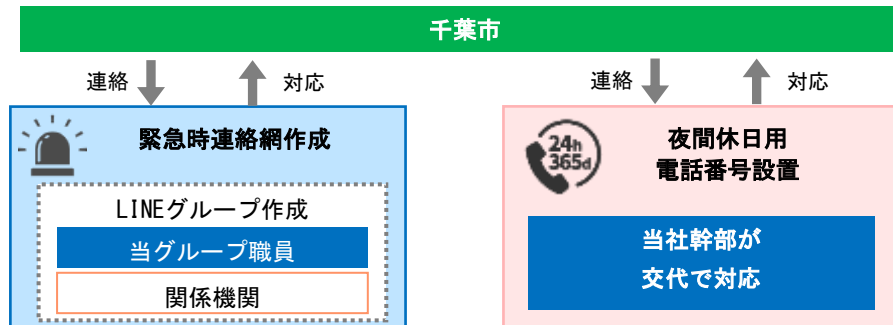 千葉市
連絡
対応
連絡
対応
緊急時連絡網作成
LINEグループ作成
当グループ職員
関係機関
24h
365d
夜間休日用
電話番号設置
当社幹部が
交代で対応